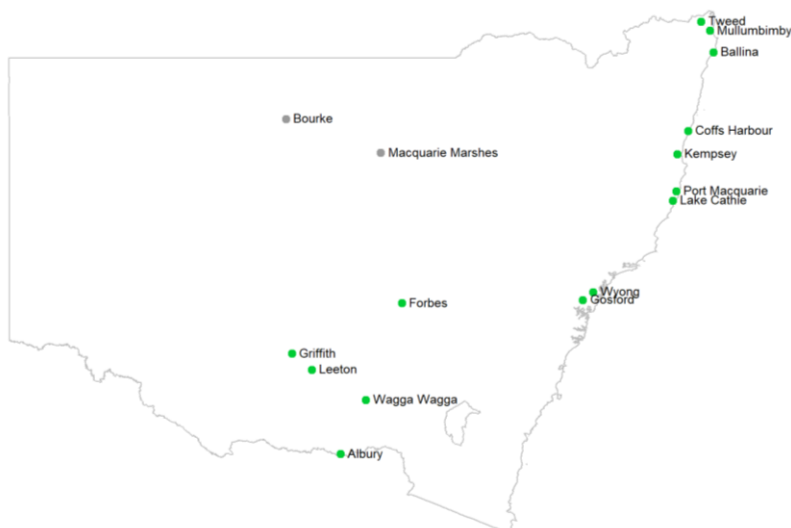 Tweed
Mullumbimby
Ballina
Bourke
Coffs Harbour
Macquarie Marshes
Kempsey
Port Macquarie
Lake Cathie
Wyong
Gosford
Forbes
Griffith
Leeton
Wagga Wagga
Albury